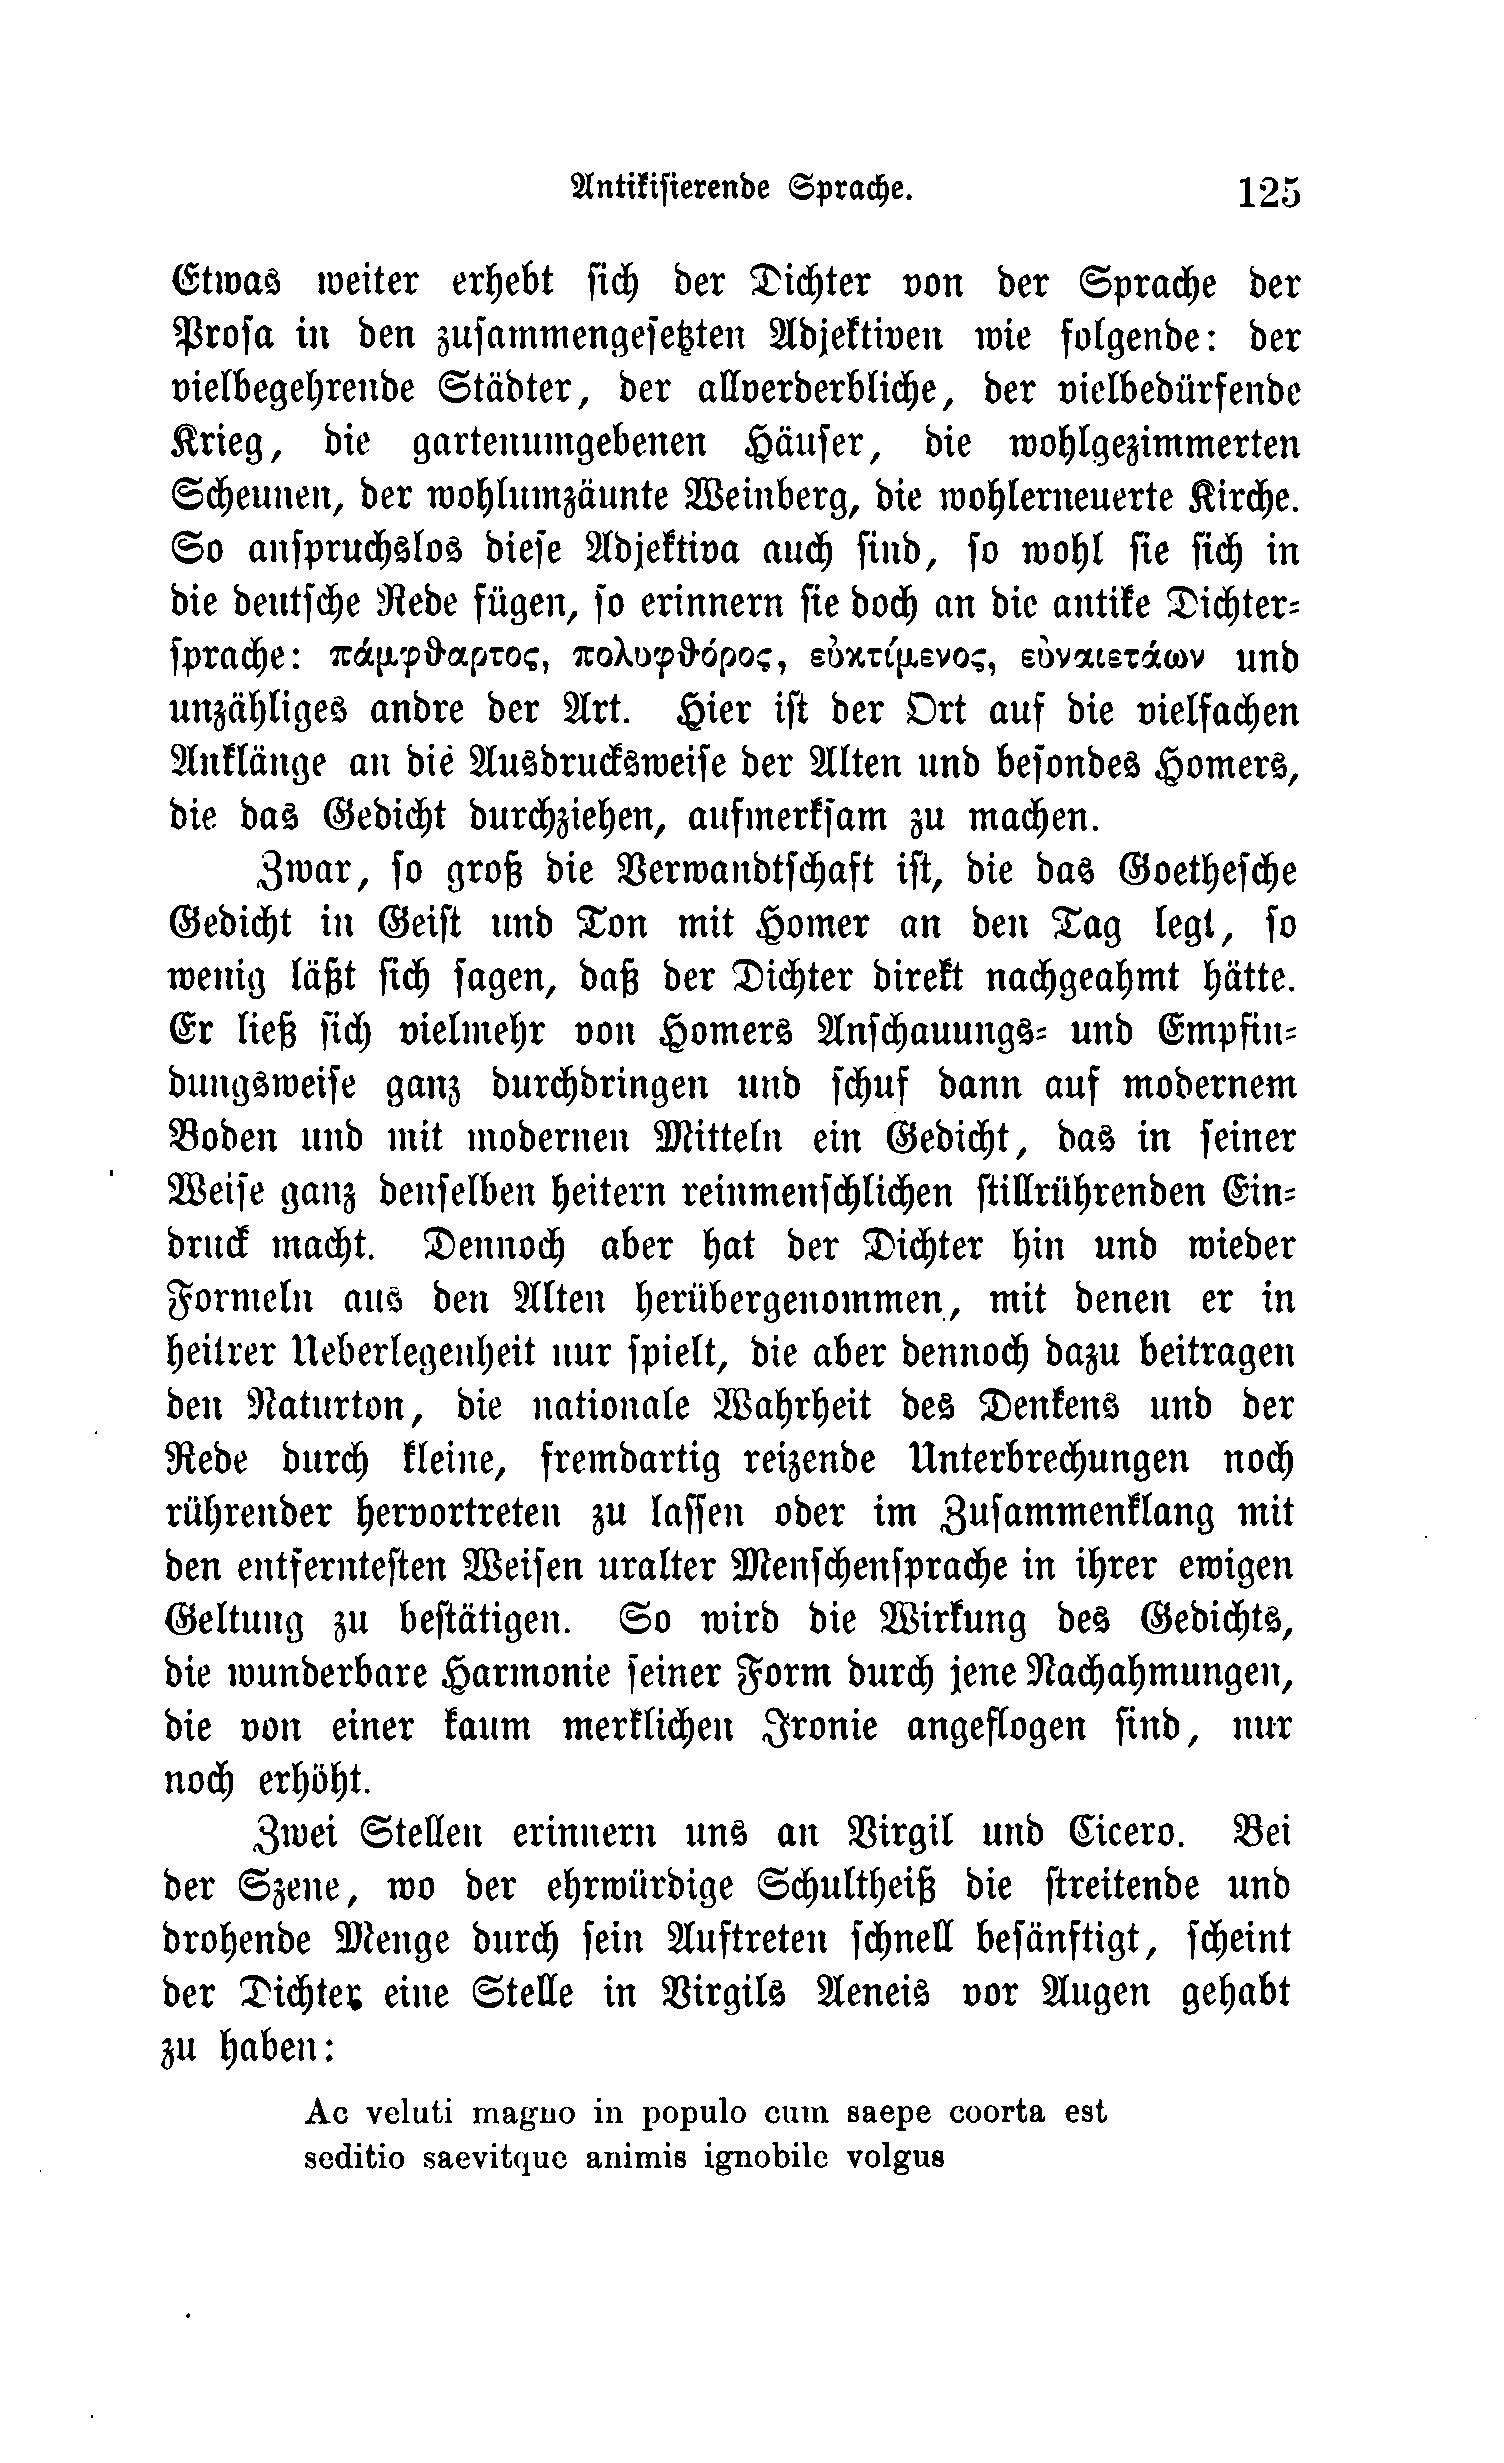 Antikisierende Sprache. 125
Etwas weiter erhebt sich der Dichter von der Sprache der
Prosa in den zusammengesetzten Adjektiven wie folgende: der
vielbegehrende Städter, der allverderbliche, der vielbedürfende
Krieg, die gartenumgebenen Häuser, die wohlgezimmerten
Scheunen, der wohlumzäunte Weinberg, die wohlerneuerte Kirche.
So anspruchslos diese Adjektiva auch sind, so wohl sie sich in
die deutsche Rede fügen, so erinnern sie doch an die antike Dichter-
sprache: πάμφθαρτος, πολυφθόρος, εὐκτίμενος, εὐναιετάων und
unzähliges andre der Art. Hier ist der Ort auf die vielfachen
Anklänge an die Ausdrucksweise der Alten und besondes Homers,
die das Gedicht durchziehen, aufmerksam zu machen.
Zwar, so groß die Verwandtschaft ist, die das Goethesche
Gedicht in Geist und Ton mit Homer an den Tag legt, so
wenig läßt sich sagen, daß der Dichter direkt nachgeahmt hätte.
Er ließ sich vielmehr von Homers Anschauungs- und Empfin-
dungsweise ganz durchdringen und schuf dann auf modernem
Boden und mit modernen Mitteln ein Gedicht, das in seiner
Weise ganz denselben heitern reinmenschlichen stillrührenden Ein-
druck macht. Dennoch aber hat der Dichter hin und wieder
Formeln aus den Alten herübergenommen, mit denen er in
heitrer Ueberlegenheit nur spielt, die aber dennoch dazu beitragen
den Naturton, die nationale Wahrheit des Denkens und der
Rede durch kleine, fremdartig reizende Unterbrechungen noch
rührender hervortreten zu lassen oder im Zusammenklang mit
den entferntesten Weisen uralter Menschensprache in ihrer ewigen
Geltung zu bestätigen. So wird die Wirkung des Gedichts,
die wunderbare Harmonie seiner Form durch jene Nachahmungen,
die von einer kaum merklichen Ironie angeflogen sind, nur
noch erhöht.
Zwei Stellen erinnern uns an Virgil und Cicero. Bei
der Szene, wo der ehrwürdige Schultheiß die streitende und
drohende Menge durch sein Auftreten schnell besänftigt, scheint
der Dichter eine Stelle in Virgils Aeneis vor Augen gehabt
zu haben:
Ac veluti magno in populo cum saepe coorta est
seditio saevitque animis ignobile volgus